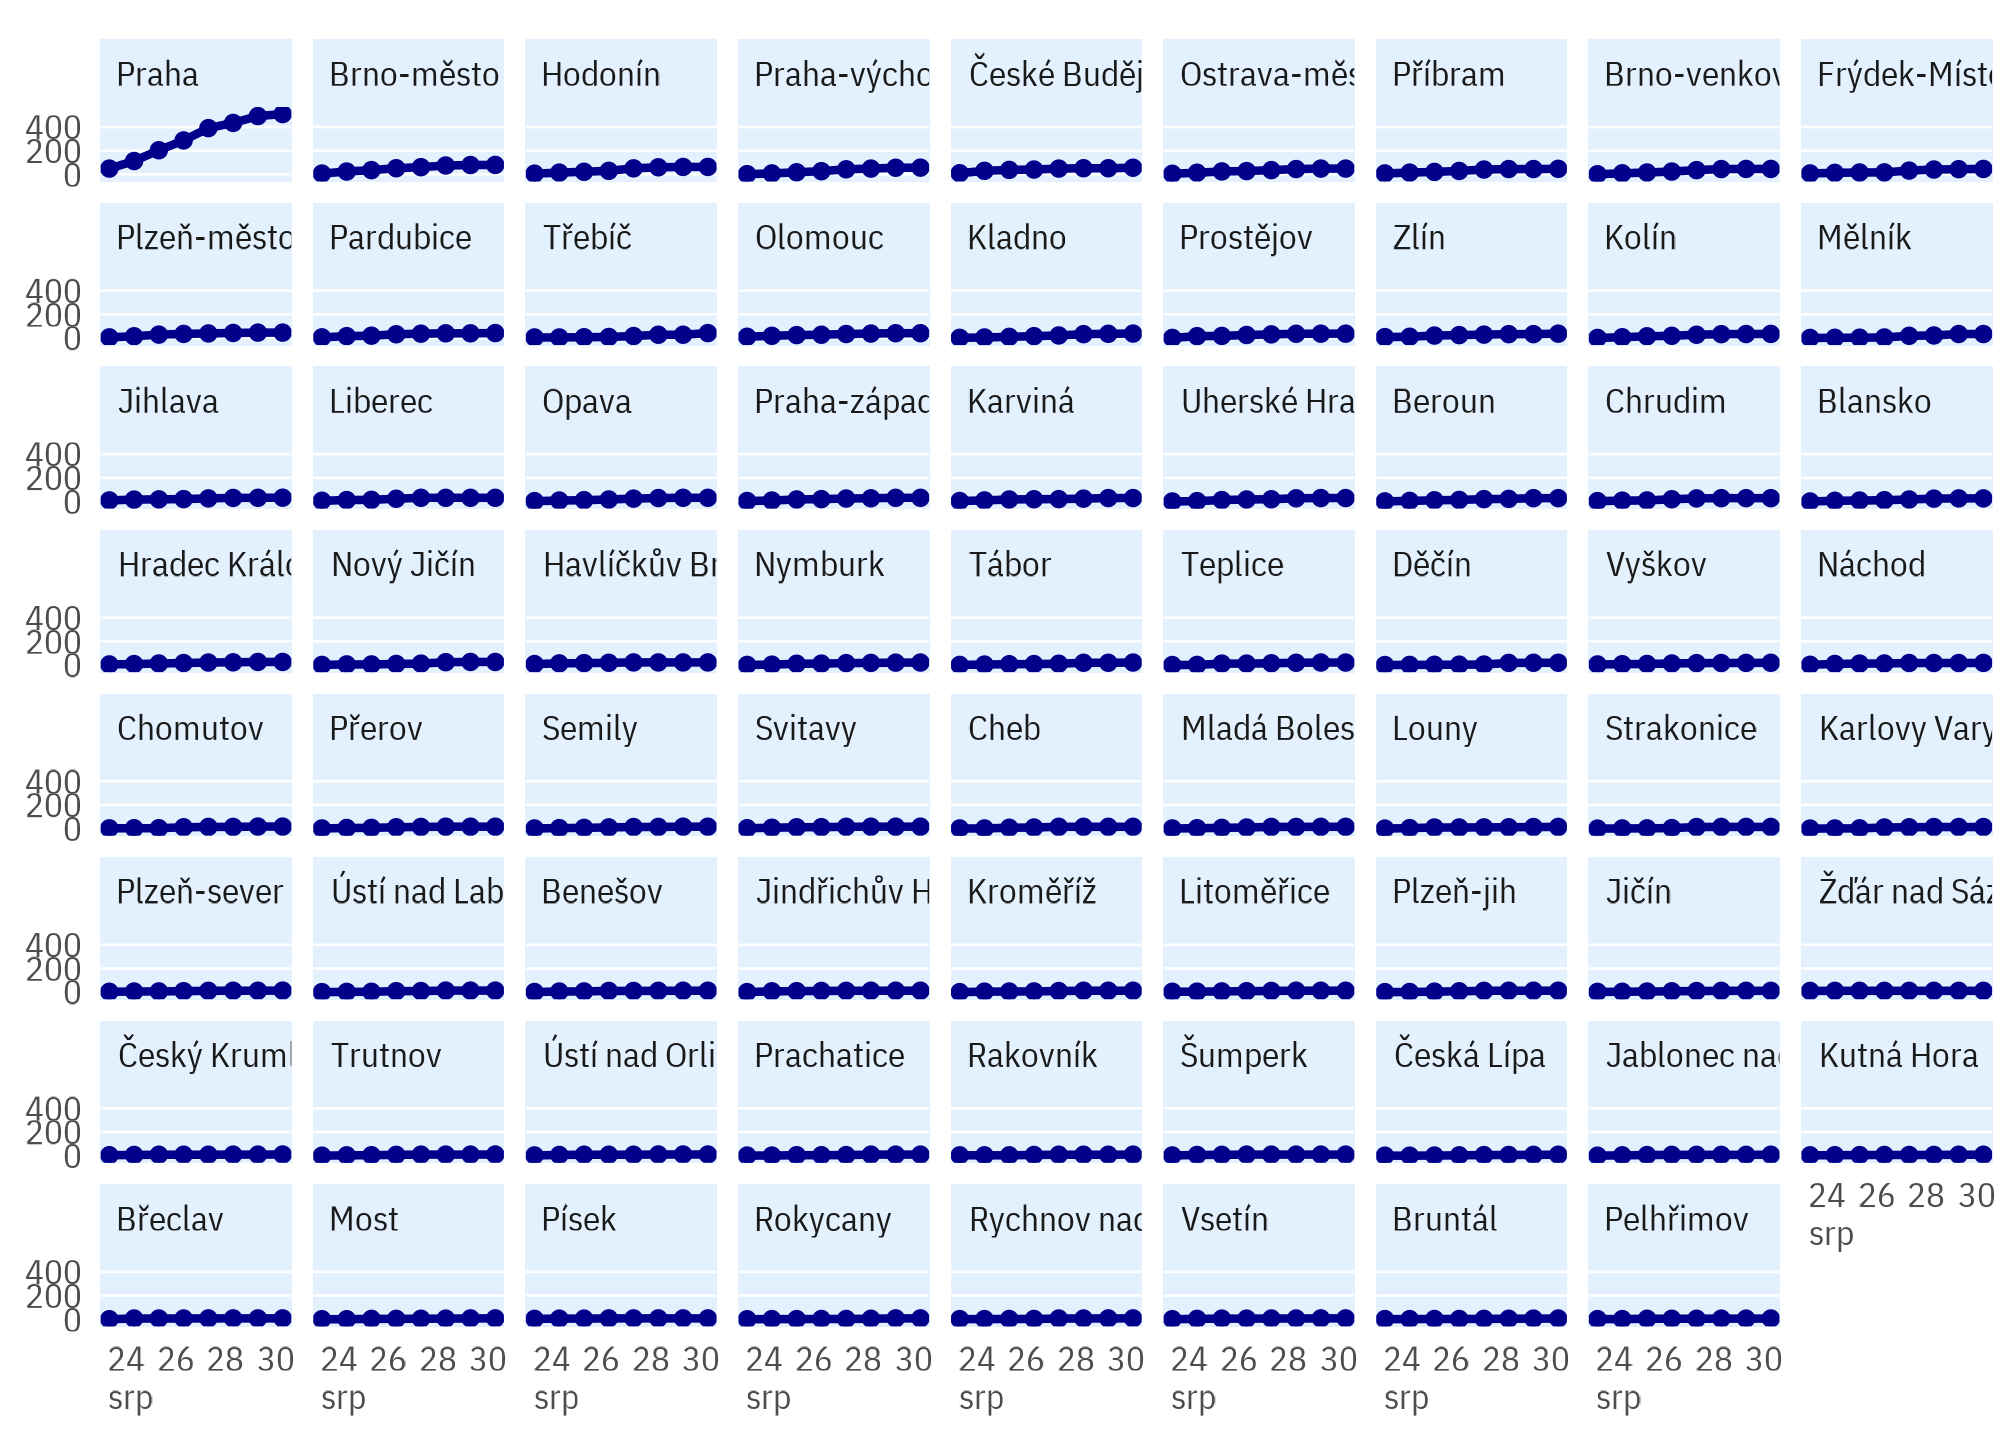 Praha Brno-město Hodonín Praha-výcho České Buděj Ostrava-měs Příbram Brno-venkov Frýdek-Míste
400
200
0
Plzeň-město Pardubice Třebíč Olomouc Kladno Prostějov Zlín Kolín Mělník
400
200
0
Jihlava Liberec Opava Praha-západ Karviná Uherské Hra Beroun Chrudim Blansko
400
200
0
Hradec Králo Nový Jičín Havlíčkův Br Nymburk Tábor Teplice Děčín Vyškov Náchod
400
200
0
Chomutov Přerov Semily Svitavy Cheb Mladá Boles Louny Strakonice Karlovy Vary
400
200
0
Plzeň-sever Ústí nad Lab Benešov Jindřichův H Kroměříž Litoměřice Plzeň-jih Jičín Žďár nad Sáz
400
200
0
Český Kruml Trutnov Ústí nad Orli Prachatice Rakovník Šumperk Česká Lípa Jablonec nad Kutná Hora
400
200
0
24 26 28 30
srp
Břeclav Most Písek Rokycany Rychnov nad Vsetín Bruntál Pelhřimov
400
200
0
24 26 28 30 24 26 28 30 24 26 28 30 24 26 28 30 24 26 28 30 24 26 28 30 24 26 28 30 24 26 28 30
srp srp srp srp srp srp srp srp